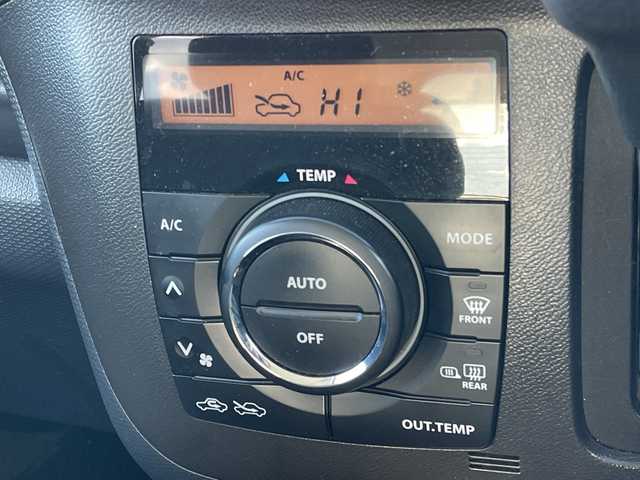 A/C
HI
TEMP
A/C
MODE
AUTO
FRONT
OFF
REAR
OUT.TEMP